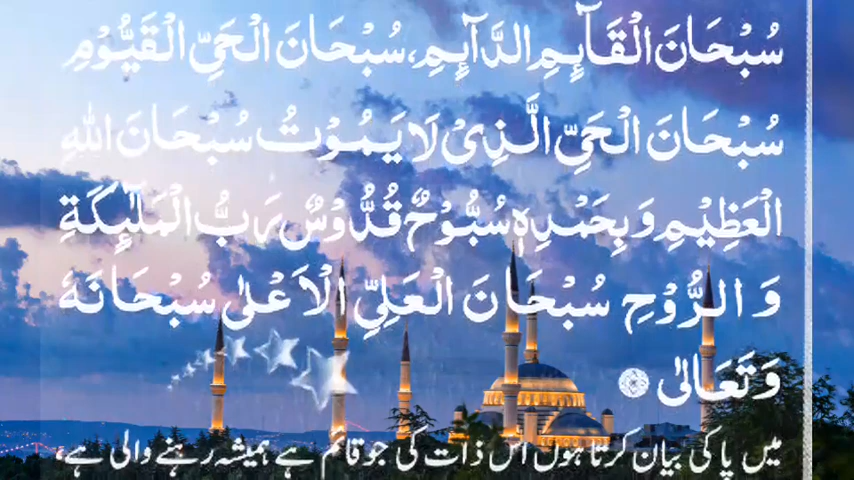 سُبْحَانَ الْقَآئِمِ الدَّآئِمِ، سُبْحَانَ الْحَيِّ الْقَيُّوْمِ
سُبْحَانَ الْحَيِّ الَّذِىْ لَا يَمُوْتُ سُبْحَانَ اللهِ
الْعَظِيْمِ وَبِحَمْدِهٖ سُبُّوْحٌ قُدُّوْسٌ رَبُّ الْمَلٰٓئِكَةِ
وَ الرُّوْحِ سُبْحَانَ الْعَلِيِّ الْاَعْلٰى سُبْحَانَهٗ
وَتَعَالٰى
میں پاکی بیان کرتا ہوں اس ذات کی جو قائم ہے ہمیشہ رہنے والی ہے،